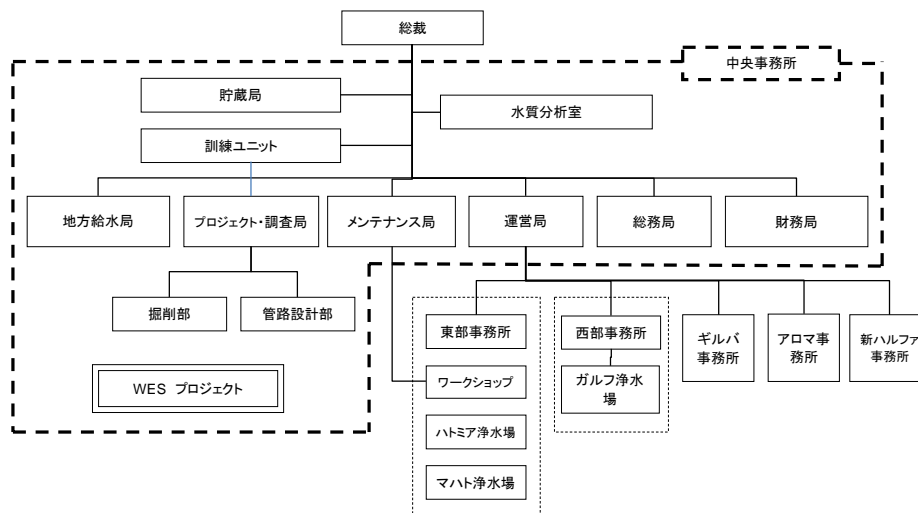 総裁
中央事務所
貯蔵局
水質分析室
訓練ユニット
地方給水局
プロジェクト・調査局
メンテナンス局
運営局
総務局
財務局
掘削部
管路設計部
東部事務所
西部事務所
ギルバ
事務所
アロマ事
務所
新ハルファ
事務所
WES プロジェクト
ワークショップ
ガルフ浄水
場
ハトミア浄水場
マハト浄水場